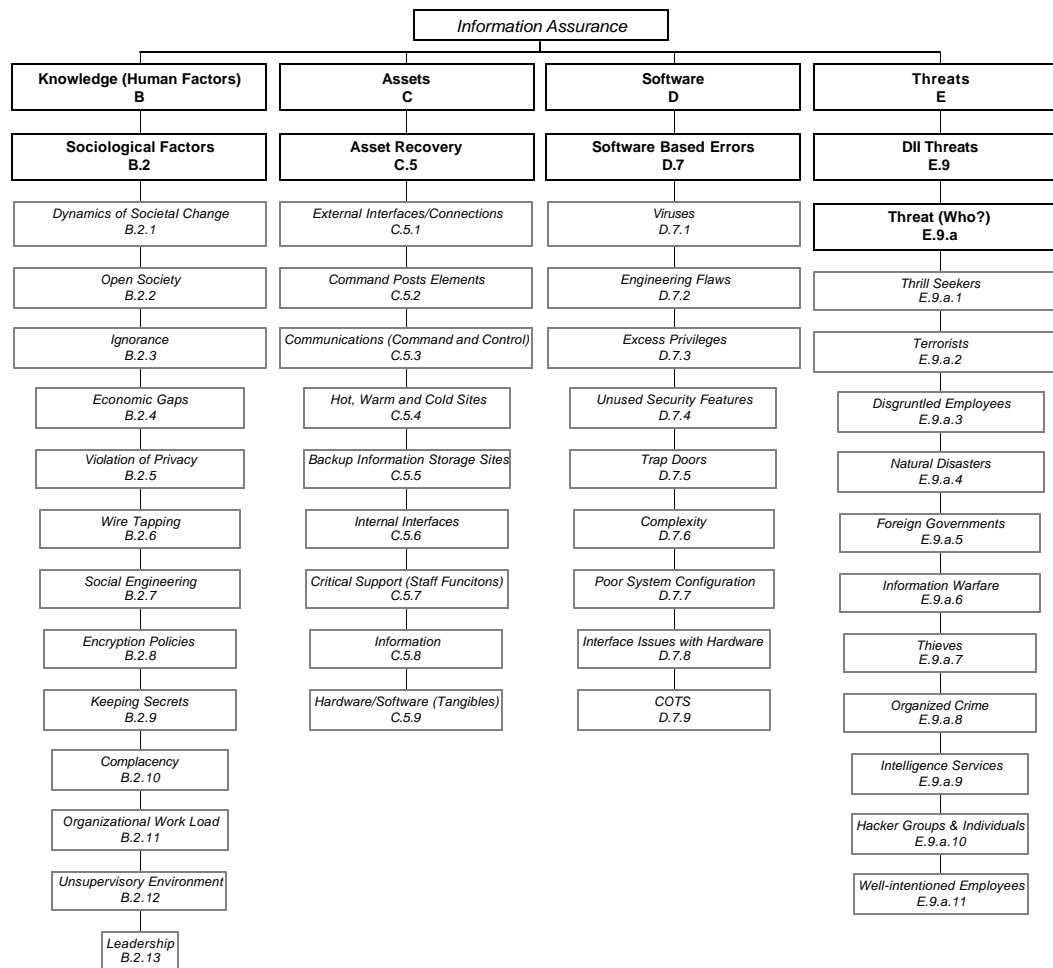 Information Assurance
Knowledge (Human Factors)
B
Sociological Factors
B.2
Dynamics of Societal Change
B.2.1
Open Society
B.2.2
Ignorance
B.2.3
Economic Gaps
B.2.4
Violation of Privacy
B.2.5
Wire Tapping
B.2.6
Social Engineering
B.2.7
Encryption Policies
B.2.8
Keeping Secrets
B.2.9
Complacency
B.2.10
Organizational Work Load
B.2.11
Unsupervisory Environment
B.2.12
Leadership
B.2.13
Assets
C
Asset Recovery
C.5
External Interfaces/Connections
C.5.1
Command Posts Elements
C.5.2
Communications (Command and Control)
C.5.3
Hot, Warm and Cold Sites
C.5.4
Backup Information Storage Sites
C.5.5
Internal Interfaces
C.5.6
Critical Support (Staff Funcitons)
C.5.7
Information
C.5.8
Hardware/Software (Tangibles)
C.5.9
Software
D
Software Based Errors
D.7
Viruses
D.7.1
Engineering Flaws
D.7.2
Excess Privileges
D.7.3
Unused Security Features
D.7.4
Trap Doors
D.7.5
Complexity
D.7.6
Poor System Configuration
D.7.7
Interface Issues with Hardware
D.7.8
COTS
D.7.9
Threats
E
DII Threats
E.9
Threat (Who?)
E.9.a
Thrill Seekers
E.9.a.1
Terrorists
E.9.a.2
Disgruntled Employees
E.9.a.3
Natural Disasters
E.9.a.4
Foreign Governments
E.9.a.5
Information Warfare
E.9.a.6
Thieves
E.9.a.7
Organized Crime
E.9.a.8
Intelligence Services
E.9.a.9
Hacker Groups & Individuals
E.9.a.10
Well-intentioned Employees
E.9.a.11